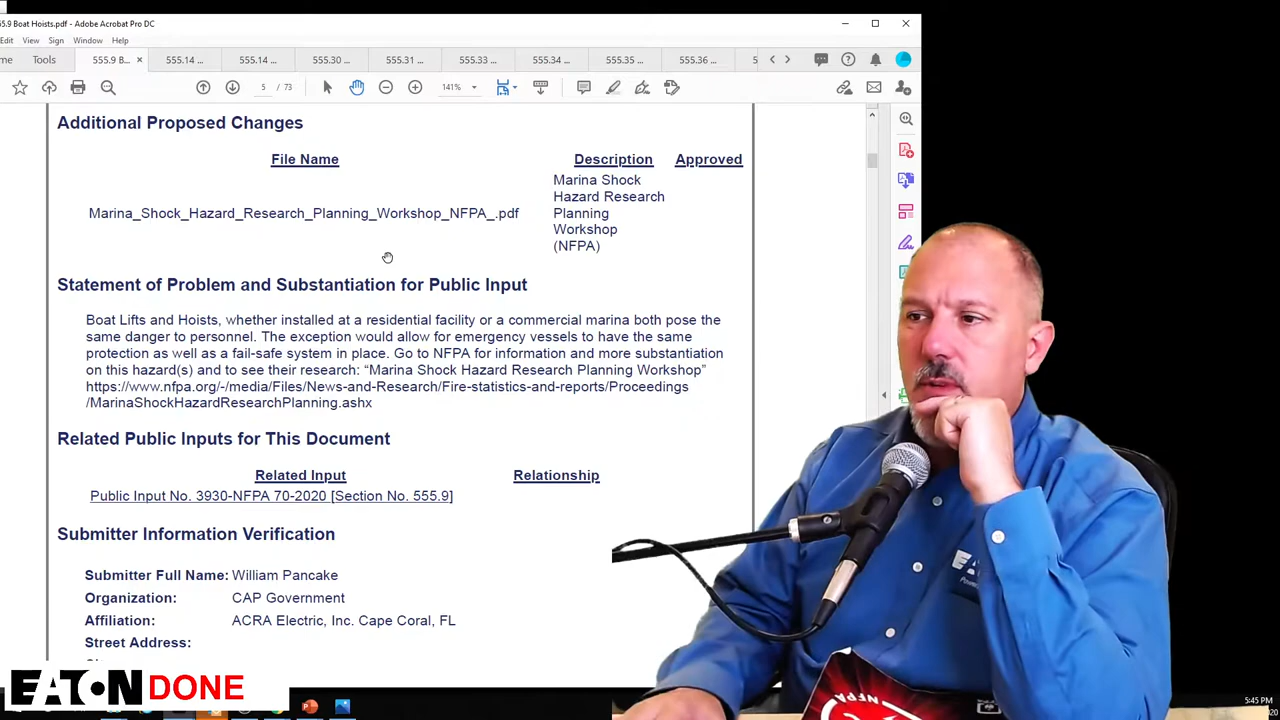 55.9 Boat Hoists.pdf - Adobe Acrobat Pro DC
Edit View Sign Window Help
me Tools 555.9 B... × 555.14 ... 555.14 ... 555.30 ... 555.31 ... 555.33 ... 555.34 ... 555.35 ... 555.36 ... 5
5 / 73 141%
Additional Proposed Changes
File Name Description Approved
Marina_Shock_Hazard_Research_Planning_Workshop_NFPA_.pdf
Marina Shock
Hazard Research
Planning
Workshop
(NFPA)
Statement of Problem and Substantiation for Public Input
Boat Lifts and Hoists, whether installed at a residential facility or a commercial marina both pose the
same danger to personnel. The exception would allow for emergency vessels to have the same
protection as well as a fail-safe system in place. Go to NFPA for information and more substantiation
on this hazard(s) and to see their research: “Marina Shock Hazard Research Planning Workshop”
https://www.nfpa.org/-/media/Files/News-and-Research/Fire-statistics-and-reports/Proceedings
/MarinaShockHazardResearchPlanning.ashx
Related Public Inputs for This Document
Related Input Relationship
Public Input No. 3930-NFPA 70-2020 [Section No. 555.9]
Submitter Information Verification
Submitter Full Name: William Pancake
Organization: CAP Government
Affiliation: ACRA Electric, Inc. Cape Coral, FL
Street Address:
EATON DONE
EAT
NFPA
5:45 PM